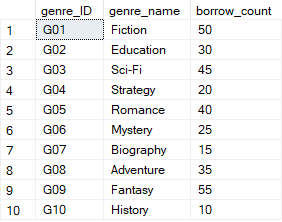 genre_ID genre_name borrow_count
1 G01 Fiction 50
2 G02 Education 30
3 G03 Sci-Fi 45
4 G04 Strategy 20
5 G05 Romance 40
6 G06 Mystery 25
7 G07 Biography 15
8 G08 Adventure 35
9 G09 Fantasy 55
10 G10 History 10